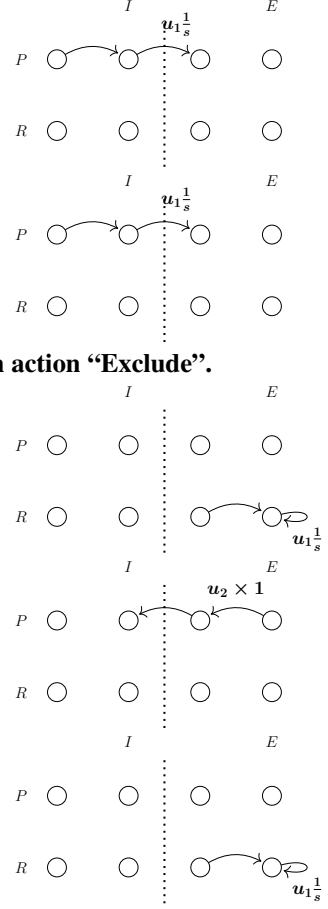 I E
u₁ 1/s
P
R
I E
u₁ 1/s
P
R
n action “Exclude”.
I E
P
R
u₁ 1/s
I E
u₂ × 1
P
R
I E
P
R
u₁ 1/s